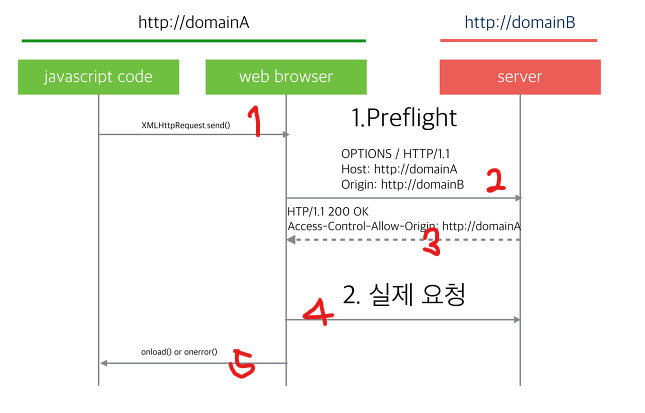 http://domainA
http://domainB
javascript code
web browser
server
XMLHttpRequest.send()
1
1.Preflight
OPTIONS / HTTP/1.1
Host: http://domainA
Origin: http://domainB
2
HTP/1.1 200 OK
Access-Control-Allow-Origin: http://domainA
3
2. 실제 요청
4
onload() or onerror()
5